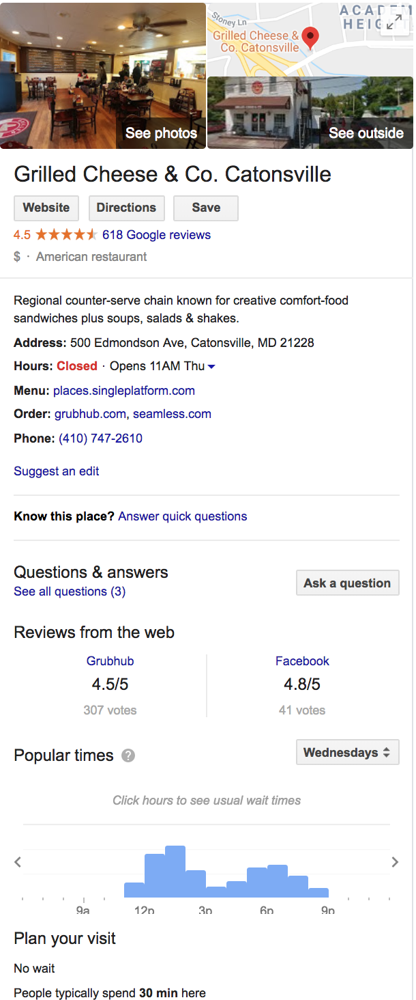 Stoney Ln
ACADEM
HEIG
Grilled Cheese &
Co. Catonsville
See photos
GRILLED CHEESE & CO
See outside
Grilled Cheese & Co. Catonsville
Website Directions Save
4.5 ★★★★★ 618 Google reviews
$ · American restaurant
Regional counter-serve chain known for creative comfort-food
sandwiches plus soups, salads & shakes.
Address: 500 Edmondson Ave, Catonsville, MD 21228
Hours: Closed · Opens 11AM Thu
Menu: places.singleplatform.com
Order: grubhub.com, seamless.com
Phone: (410) 747-2610
Suggest an edit
Know this place? Answer quick questions
Questions & answers
See all questions (3)
Ask a question
Reviews from the web
Grubhub Facebook
4.5/5 4.8/5
307 votes 41 votes
Popular times ?
Wednesdays
Click hours to see usual wait times
9a 12p 3p 6p 9p
Plan your visit
No wait
People typically spend 30 min here